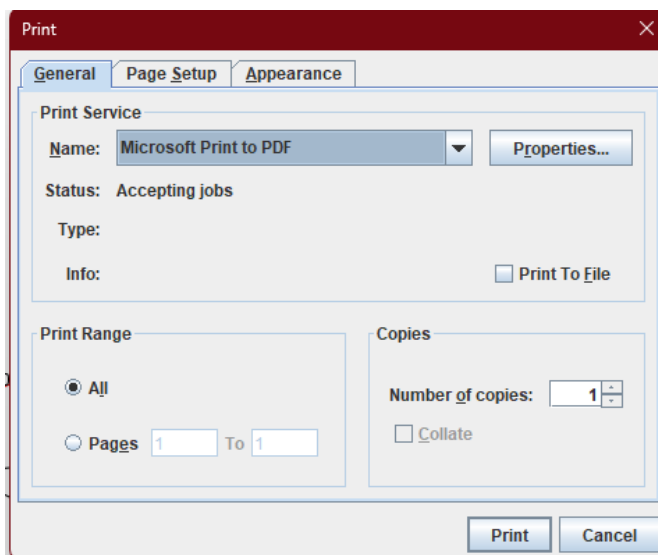 Print
General Page Setup Appearance
Print Service
Name: Microsoft Print to PDF Properties...
Status: Accepting jobs
Type:
Info: Print To File
Print Range
All
Pages 1 To 1
Copies
Number of copies: 1
Collate
Print Cancel